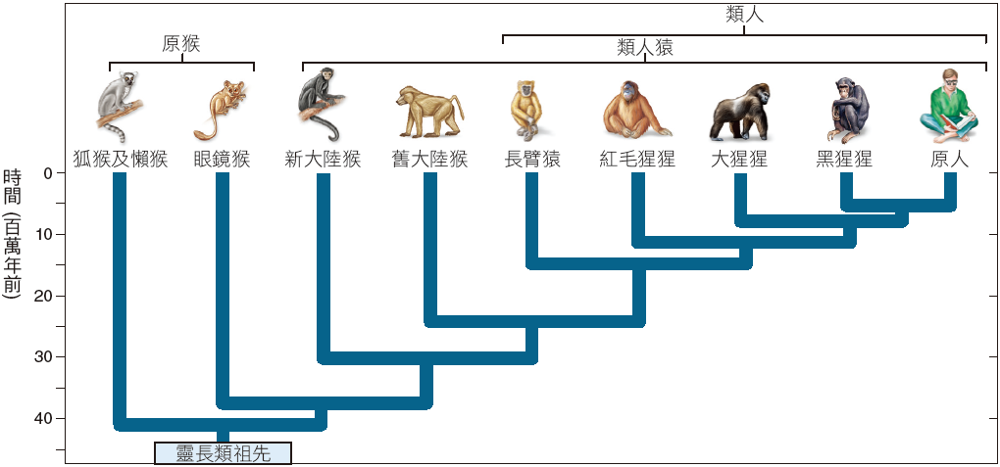 類人
原猴
類人猿
狐猴及懶猴
眼鏡猴
新大陸猴
舊大陸猴
長臂猿
紅毛猩猩
大猩猩
黑猩猩
原人
時間 (百萬年前)
0
10
20
30
40
靈長類祖先